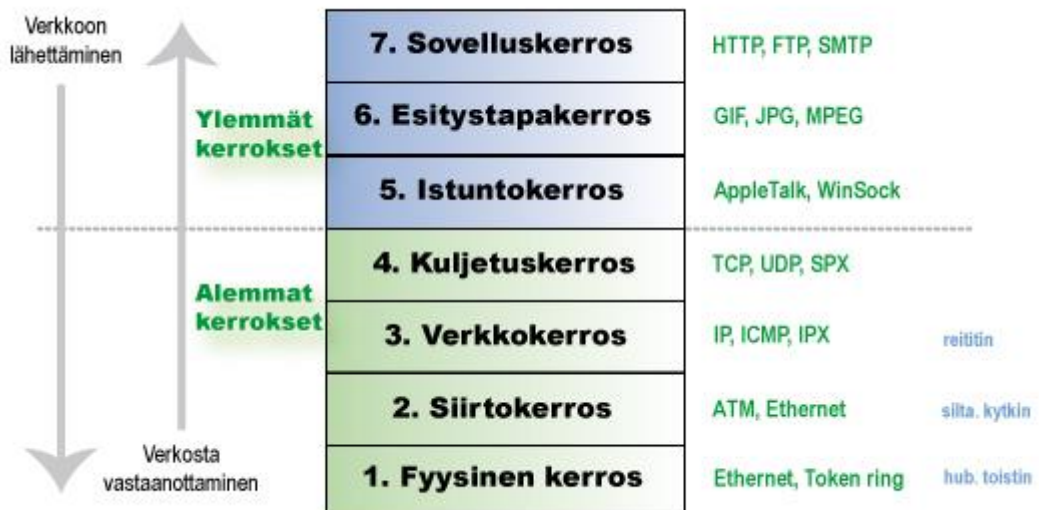 Verkkoon
lähettäminen
7. Sovelluskerros
HTTP, FTP, SMTP
Ylemmät
kerrokset
6. Esitystapakerros
GIF, JPG, MPEG
5. Istuntokerros
AppleTalk, WinSock
4. Kuljetuskerros
TCP, UDP, SPX
Alemmat
kerrokset
3. Verkkokerros
IP, ICMP, IPX
reititin
2. Siirtokerros
ATM, Ethernet
silta. kytkin
Verkosta
vastaanottaminen
1. Fyysinen kerros
Ethernet, Token ring
hub. toistin